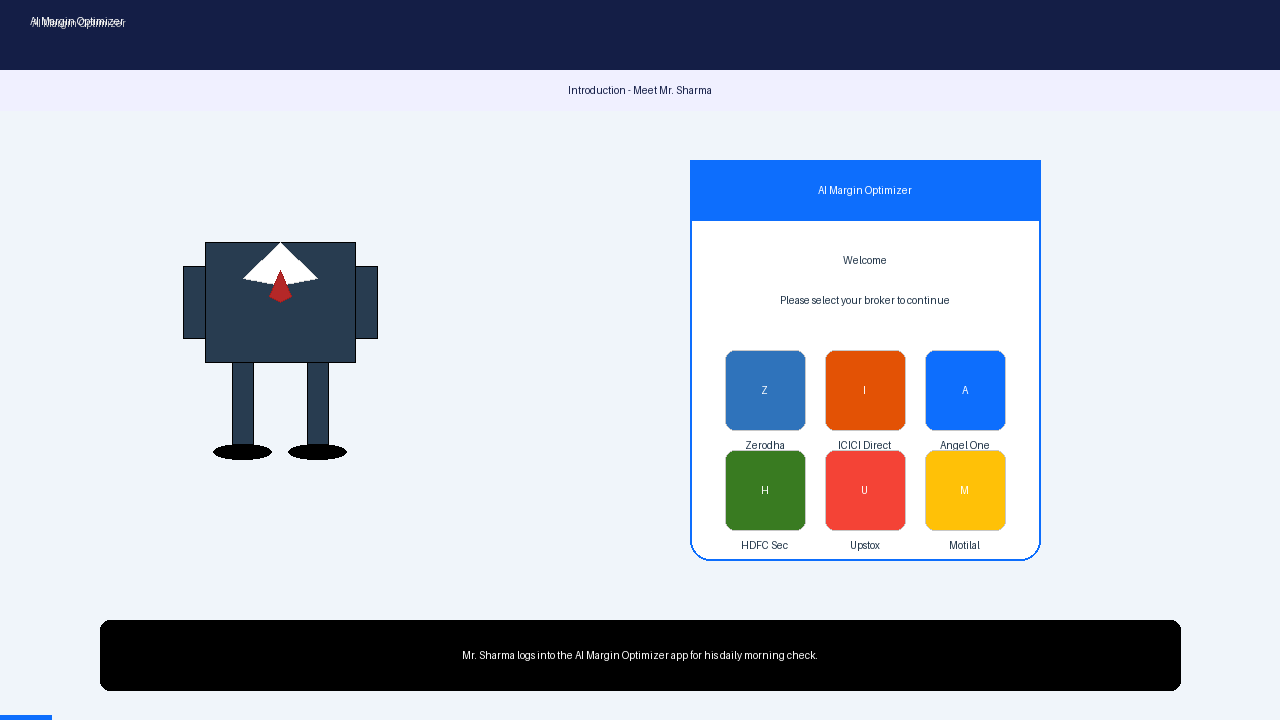 AI Margin Optimizer
Introduction - Meet Mr. Sharma
AI Margin Optimizer
Welcome
Please select your broker to continue
Z
I
A
Zerodha
ICICI Direct
Angel One
H
U
M
HDFC Sec
Upstox
Motilal
Mr. Sharma logs into the AI Margin Optimizer app for his daily morning check.